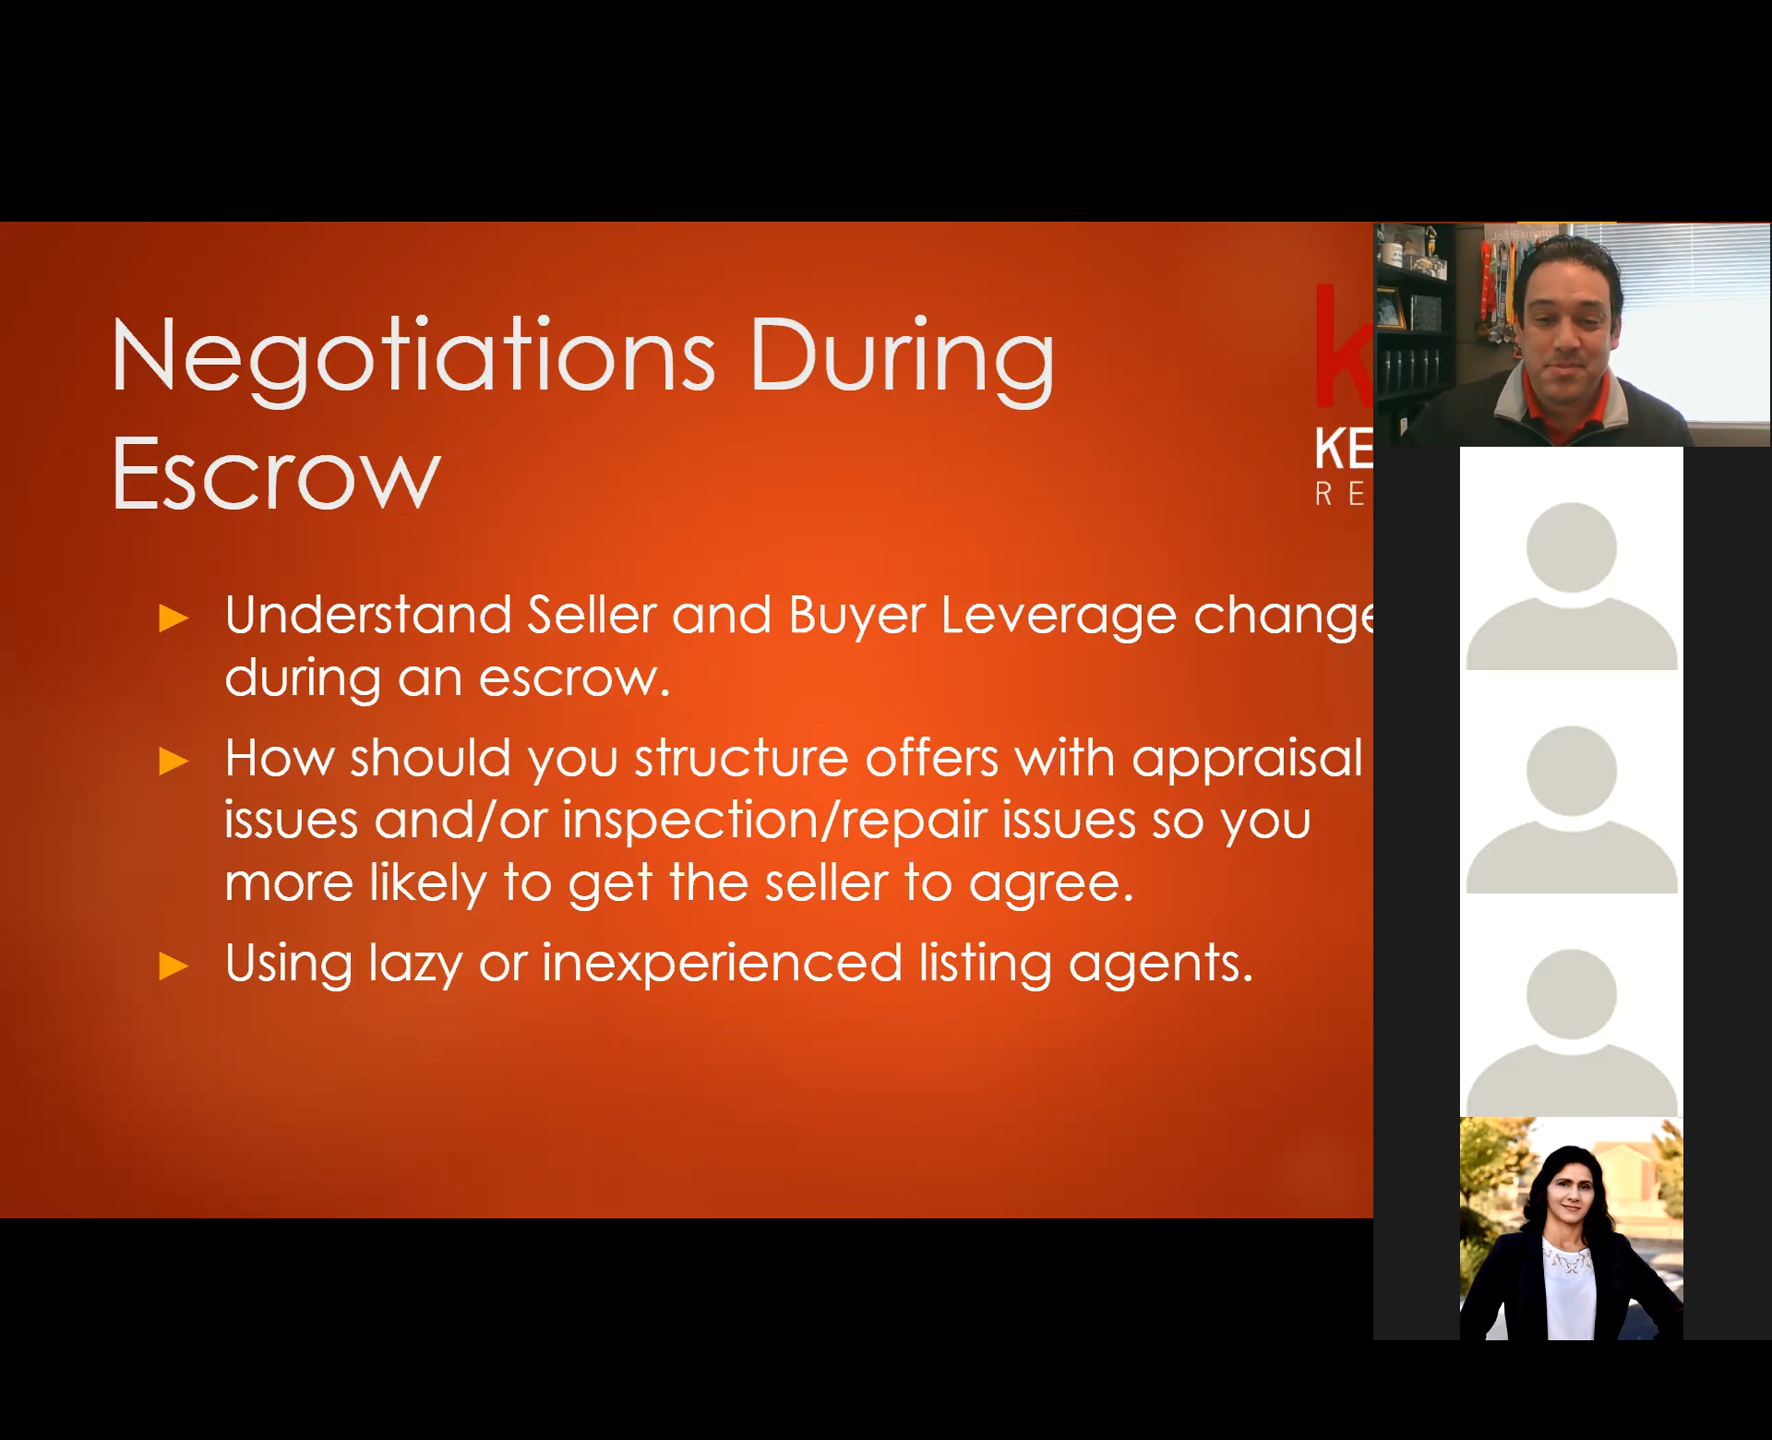 Negotiations During
Escrow
k
KE
RE
Understand Seller and Buyer Leverage change
during an escrow.
How should you structure offers with appraisal
issues and/or inspection/repair issues so you
more likely to get the seller to agree.
Using lazy or inexperienced listing agents.